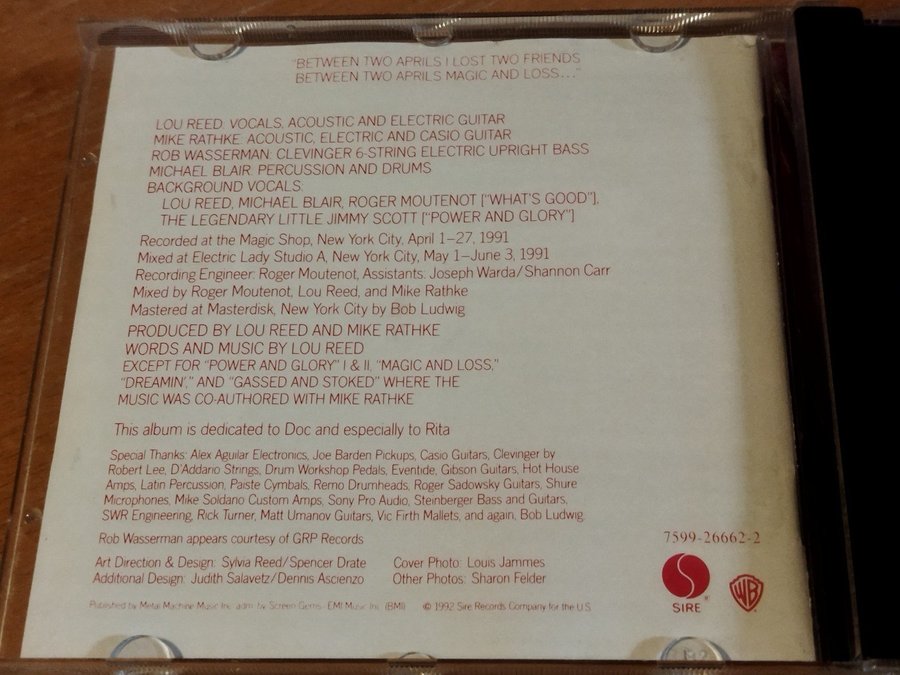 "BETWEEN TWO APRILS I LOST TWO FRIENDS
BETWEEN TWO APRILS MAGIC AND LOSS..."
LOU REED: VOCALS, ACOUSTIC AND ELECTRIC GUITAR
MIKE RATHKE: ACOUSTIC, ELECTRIC AND CASIO GUITAR
ROB WASSERMAN: CLEVINGER 6-STRING ELECTRIC UPRIGHT BASS
MICHAEL BLAIR: PERCUSSION AND DRUMS
BACKGROUND VOCALS:
LOU REED, MICHAEL BLAIR, ROGER MOUTENOT ["WHAT'S GOOD"],
THE LEGENDARY LITTLE JIMMY SCOTT ["POWER AND GLORY"]
Recorded at the Magic Shop, New York City, April 1–27, 1991
Mixed at Electric Lady Studio A, New York City, May 1–June 3, 1991
Recording Engineer: Roger Moutenot, Assistants: Joseph Warda/Shannon Carr
Mixed by Roger Moutenot, Lou Reed, and Mike Rathke
Mastered at Masterdisk, New York City by Bob Ludwig
PRODUCED BY LOU REED AND MIKE RATHKE
WORDS AND MUSIC BY LOU REED
EXCEPT FOR "POWER AND GLORY" I & II, "MAGIC AND LOSS,"
"DREAMIN'," AND "GASSED AND STOKED" WHERE THE
MUSIC WAS CO-AUTHORED WITH MIKE RATHKE
This album is dedicated to Doc and especially to Rita
Special Thanks: Alex Aguilar Electronics, Joe Barden Pickups, Casio Guitars, Clevinger by
Robert Lee, D'Addario Strings, Drum Workshop Pedals, Eventide, Gibson Guitars, Hot House
Amps, Latin Percussion, Paiste Cymbals, Remo Drumheads, Roger Sadowsky Guitars, Shure
Microphones, Mike Soldano Custom Amps, Sony Pro Audio, Steinberger Bass and Guitars,
SWR Engineering, Rick Turner, Matt Umanov Guitars, Vic Firth Mallets, and again, Bob Ludwig.
Rob Wasserman appears courtesy of GRP Records
7599-26662-2
Art Direction & Design: Sylvia Reed/Spencer Drate
Additional Design: Judith Salavetz/Dennis Ascienzo
Cover Photo: Louis Jammes
Other Photos: Sharon Felder
SIRE ®
WB
Published by Metal Machine Music Inc. adm. by Screen Gems - EMI Music Inc. (BMI) © 1992 Sire Records Company for the U.S.